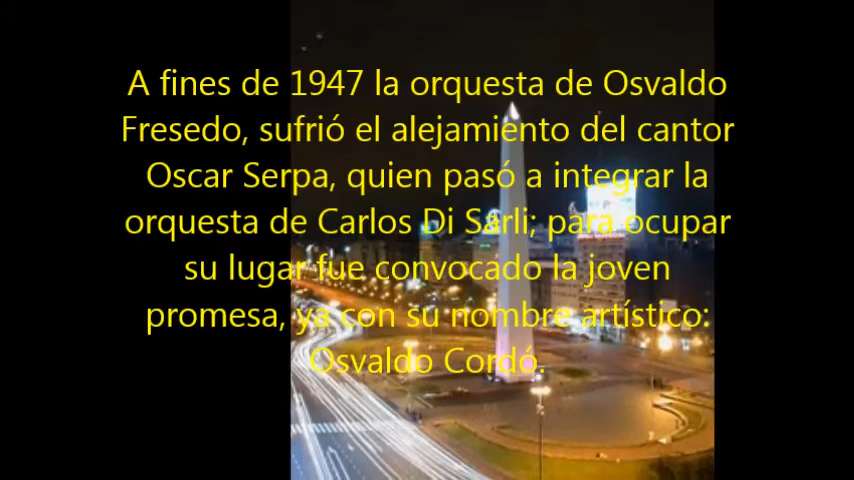 A fines de 1947 la orquesta de Osvaldo
Fresedo, sufrió el alejamiento del cantor
Oscar Serpa, quien pasó a integrar la
orquesta de Carlos Di Sarli; para ocupar
su lugar fue convocado la joven
promesa, ya con su nombre artístico:
Osvaldo Cordó.